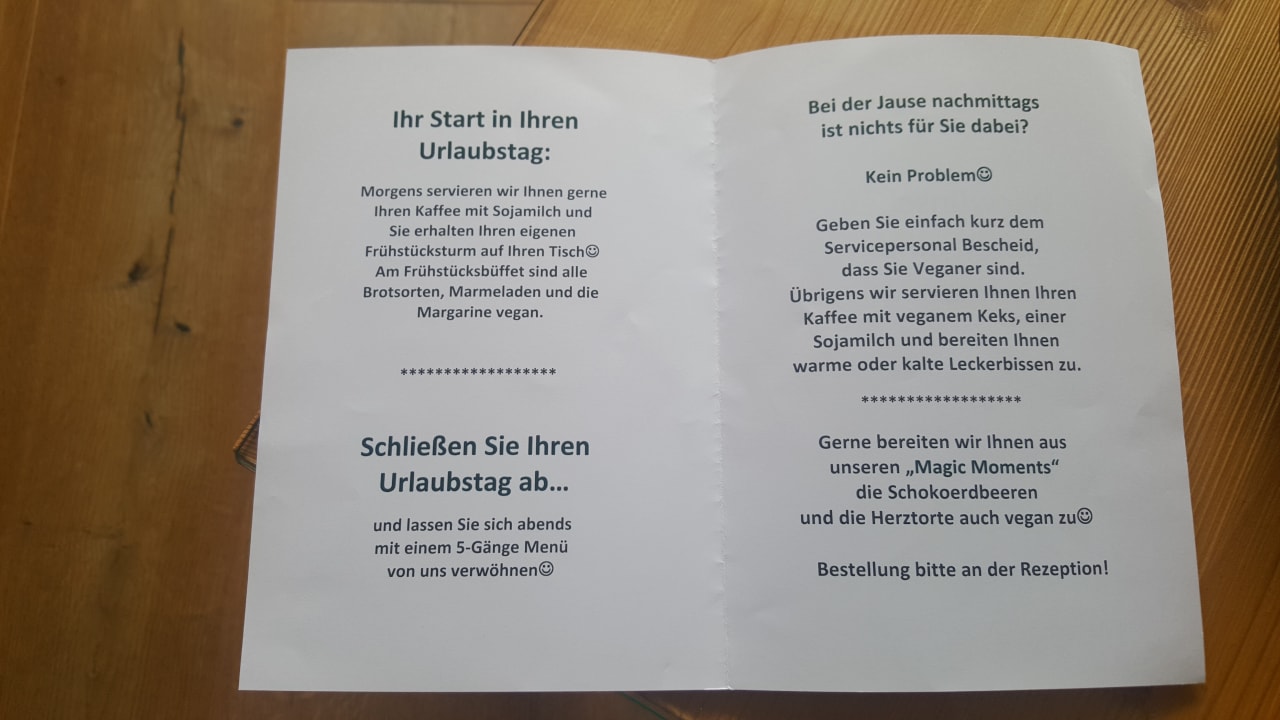 Ihr Start in Ihren
Urlaubstag:
Morgens servieren wir Ihnen gerne
Ihren Kaffee mit Sojamilch und
Sie erhalten Ihren eigenen
Frühstücksturm auf Ihren Tisch☺
Am Frühstücksbüffet sind alle
Brotsorten, Marmeladen und die
Margarine vegan.
******************
Schließen Sie Ihren
Urlaubstag ab…
und lassen Sie sich abends
mit einem 5-Gänge Menü
von uns verwöhnen☺
Bei der Jause nachmittags
ist nichts für Sie dabei?
Kein Problem☺
Geben Sie einfach kurz dem
Servicepersonal Bescheid,
dass Sie Veganer sind.
Übrigens wir servieren Ihnen Ihren
Kaffee mit veganem Keks, einer
Sojamilch und bereiten Ihnen
warme oder kalte Leckerbissen zu.
******************
Gerne bereiten wir Ihnen aus
unseren „Magic Moments“
die Schokoerdbeeren
und die Herztorte auch vegan zu☺
Bestellung bitte an der Rezeption!